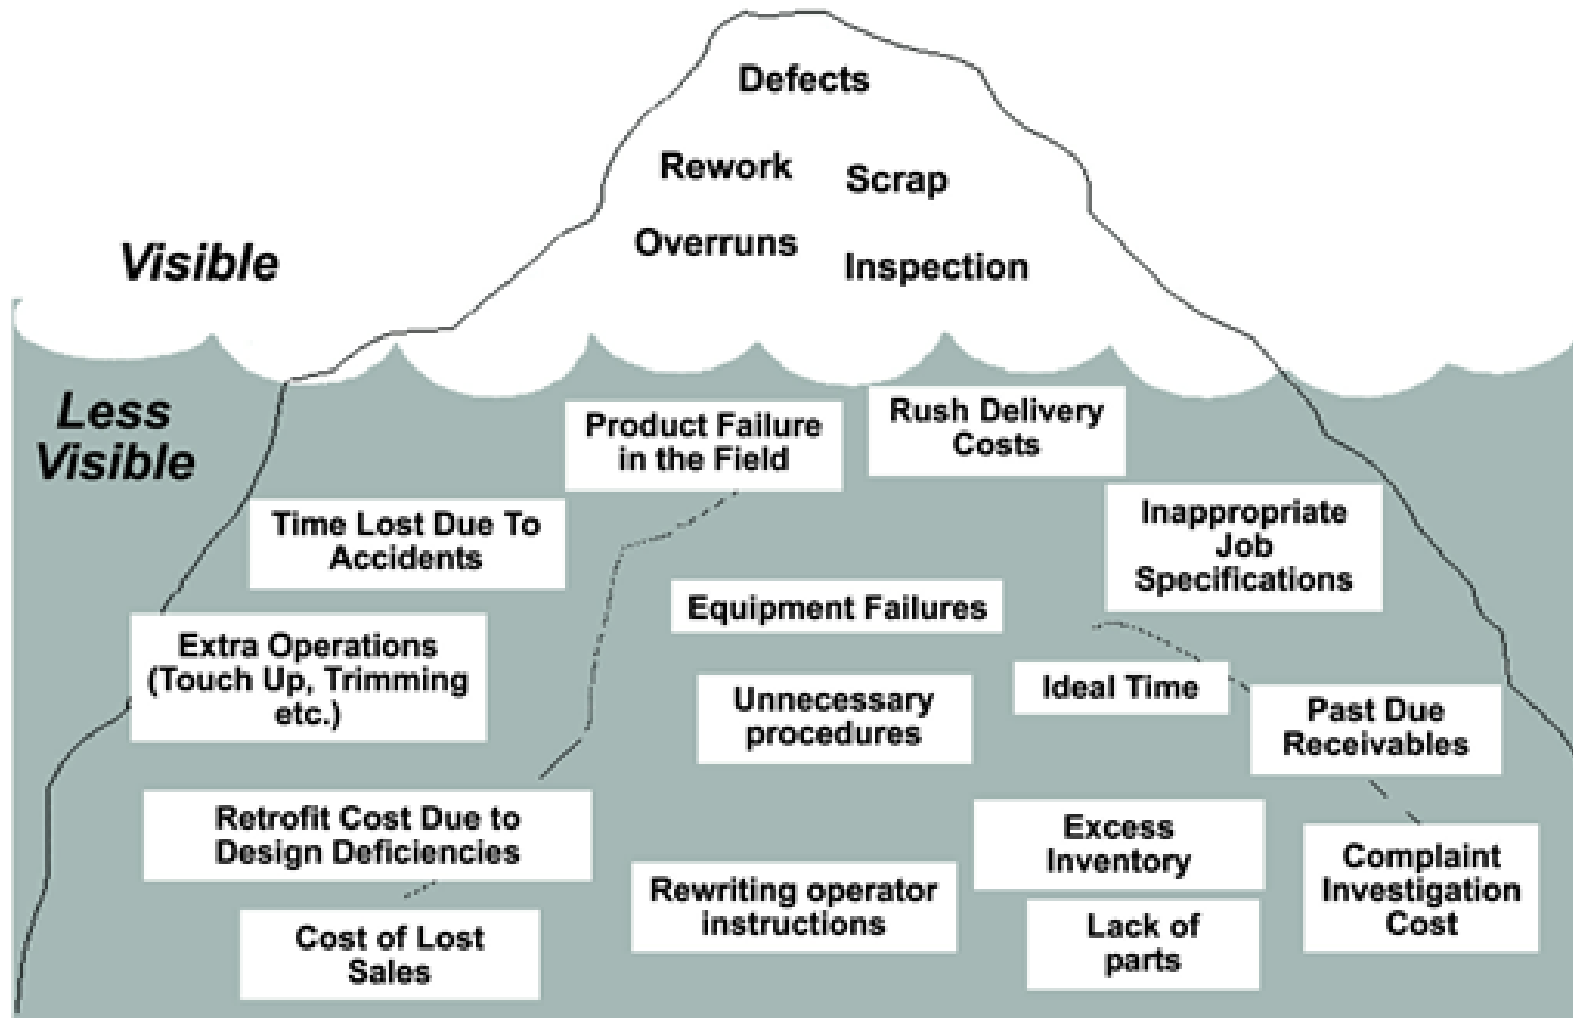 Defects
Rework
Scrap
Overruns
Inspection
Visible
Less
Visible
Product Failure
in the Field
Rush Delivery
Costs
Time Lost Due To
Accidents
Inappropriate
Job
Specifications
Equipment Failures
Extra Operations
(Touch Up, Trimming
etc.)
Ideal Time
Unnecessary
procedures
Past Due
Receivables
Retrofit Cost Due to
Design Deficiencies
Excess
Inventory
Complaint
Investigation
Cost
Rewriting operator
instructions
Lack of
parts
Cost of Lost
Sales